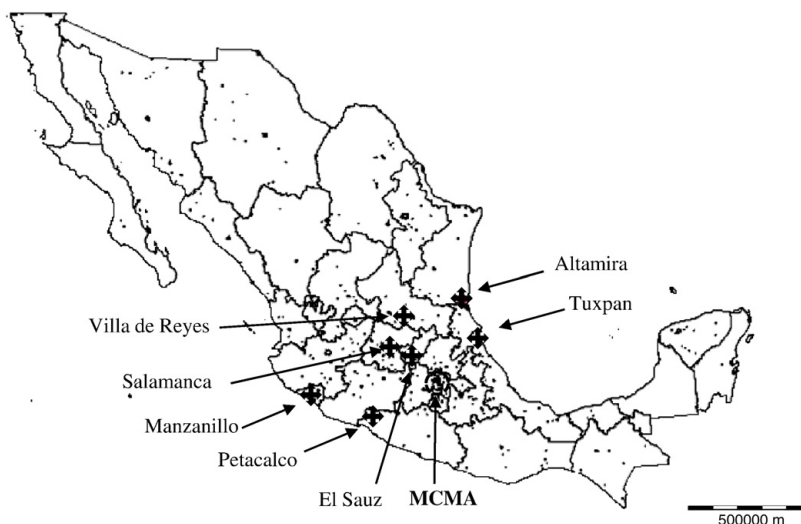 Altamira
Tuxpan
Villa de Reyes
Salamanca
Manzanillo
Petacalco
El Sauz
MCMA
500000 m